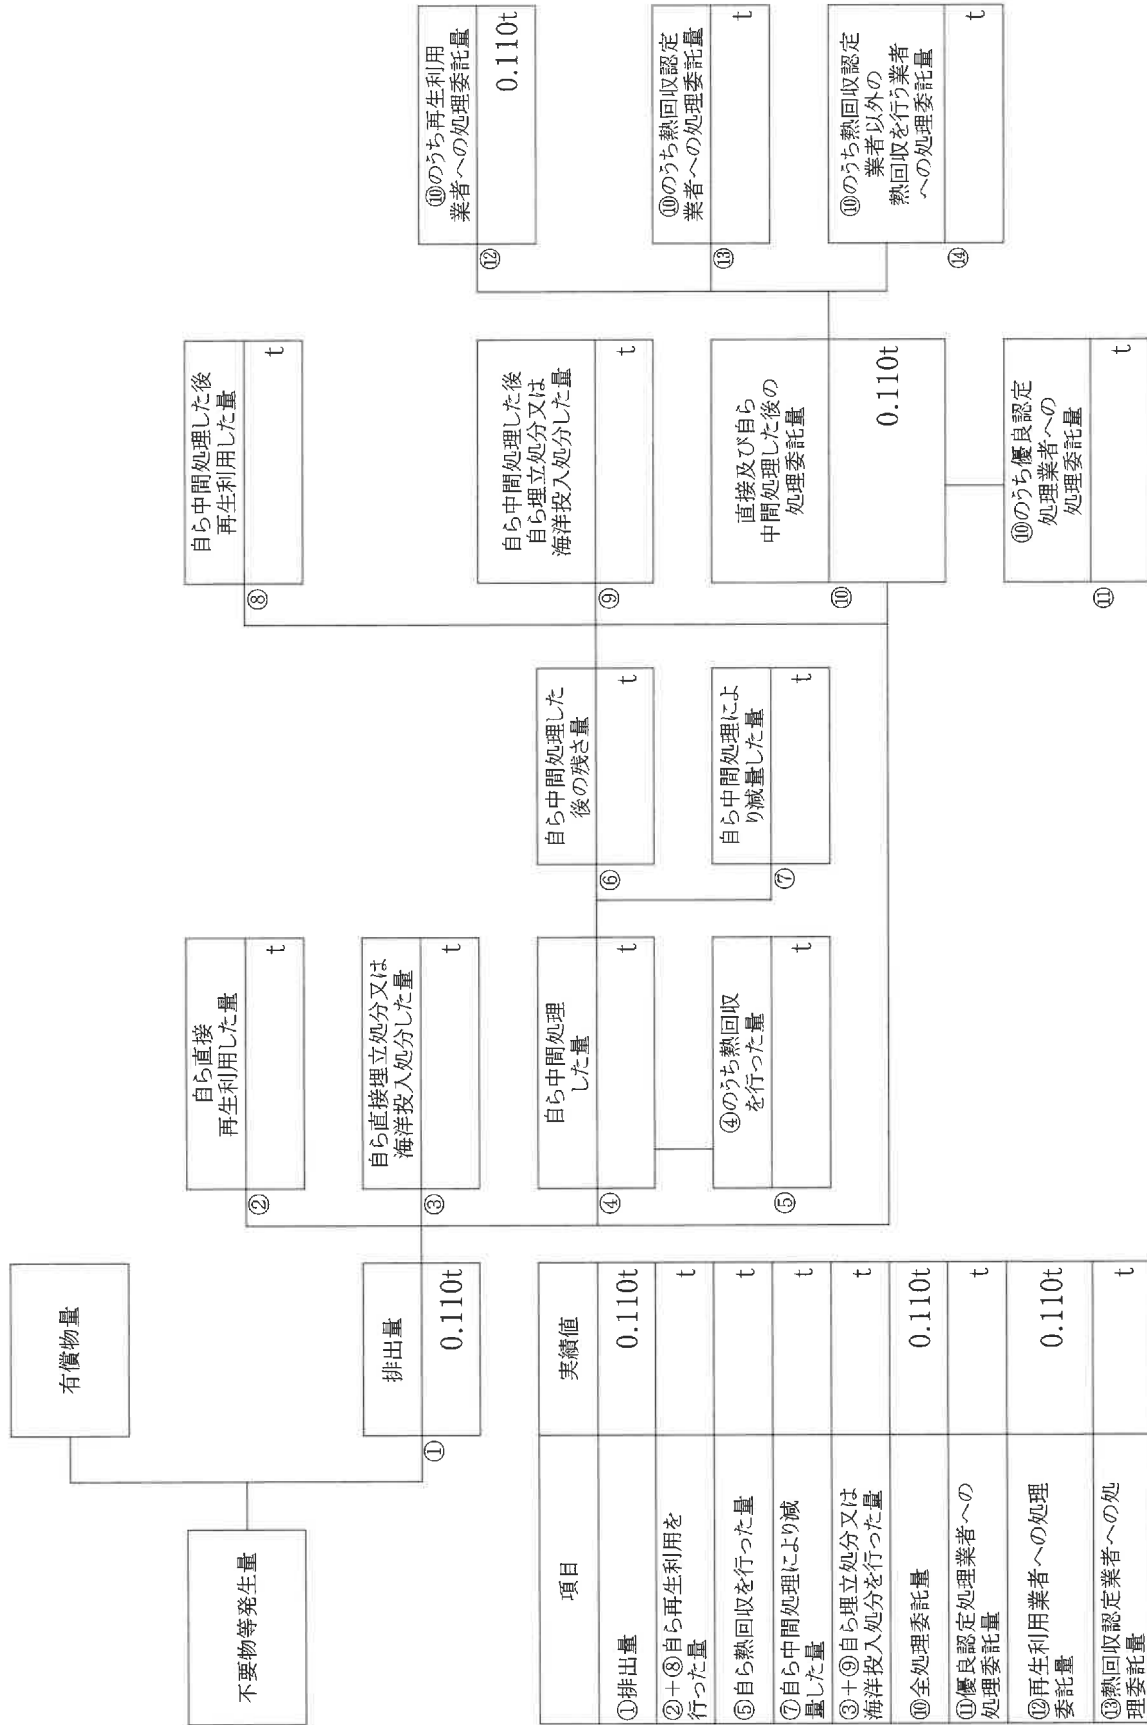 不要物等発生量
有償物量
排出量
①
0.110t
自ら直接
再生利用した量
②
t
自ら直接埋立処分又は
海洋投入処分した量
③
t
自ら中間処理
した量
④
t
④のうち熱回収
を行った量
⑤
t
自ら中間処理した
後の残さ量
⑥
t
自ら中間処理によ
り減量した量
⑦
t
自ら中間処理した後
再生利用した量
⑧
t
自ら中間処理した後
自ら埋立処分又は
海洋投入処分した量
⑨
t
直接及び自ら
中間処理した後の
処理委託量
⑩
0.110t
⑩のうち優良認定
処理業者への
処理委託量
⑪
t
⑩のうち再生利用
業者への処理委託量
⑫
0.110t
⑩のうち熱回収認定
業者への処理委託量
⑬
t
⑩のうち熱回収認定
業者以外の
熱回収を行う業者
への処理委託量
⑭
t
項目 実績値
①排出量 0.110t
②+⑧自ら再生利用を
行った量 t
⑤自ら熱回収を行った量 t
⑦自ら中間処理により減
量した量 t
③+⑨自ら埋立処分又は
海洋投入処分を行った量 t
⑩全処理委託量 0.110t
⑪優良認定処理業者への
処理委託量 t
⑫再生利用業者への処理
委託量 0.110t
⑬熱回収認定業者への処
理委託量 t